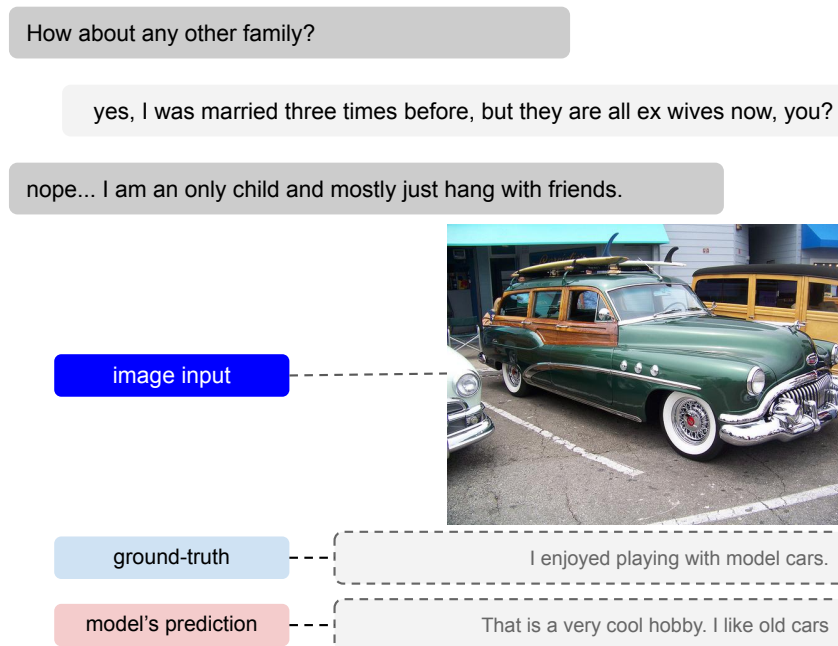 How about any other family?
yes, I was married three times before, but they are all ex wives now, you?
nope... I am an only child and mostly just hang with friends.
image input
ground-truth
I enjoyed playing with model cars.
model's prediction
That is a very cool hobby. I like old cars